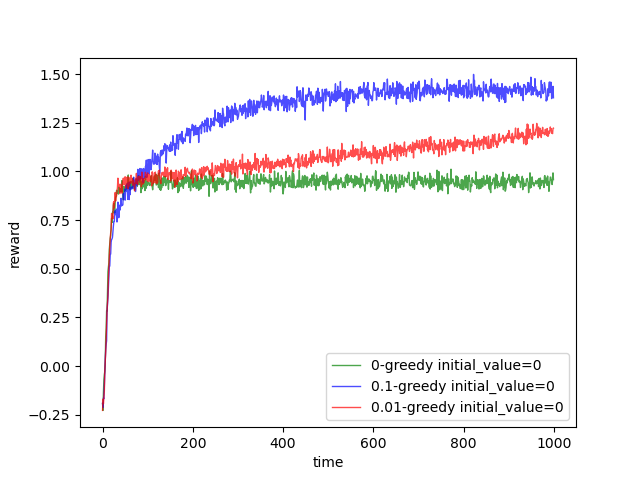 1.50
1.25
1.00
0.75
0.50
0.25
0.00
−0.25
reward
0 200 400 600 800 1000
time
0-greedy initial_value=0
0.1-greedy initial_value=0
0.01-greedy initial_value=0